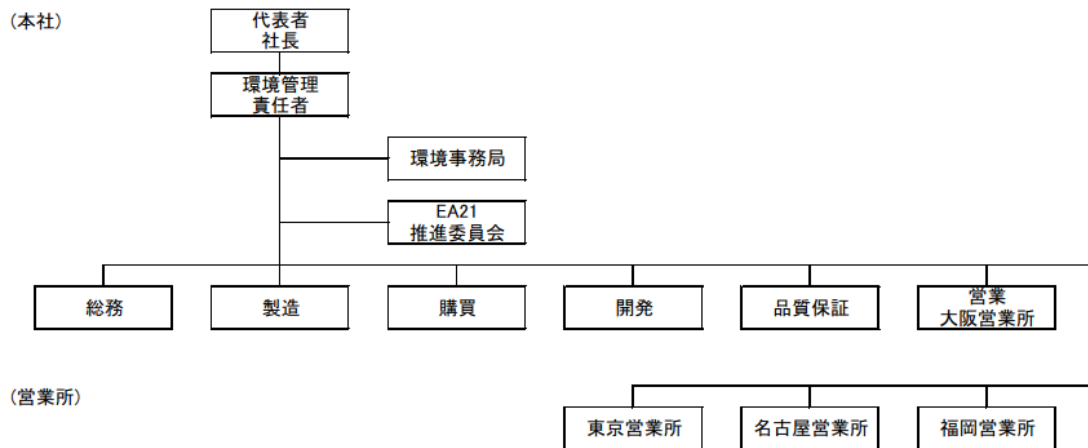 (本社)
代表者
社長
環境管理
責任者
環境事務局
EA21
推進委員会
総務
製造
購買
開発
品質保証
営業
大阪営業所
(営業所)
東京営業所
名古屋営業所
福岡営業所